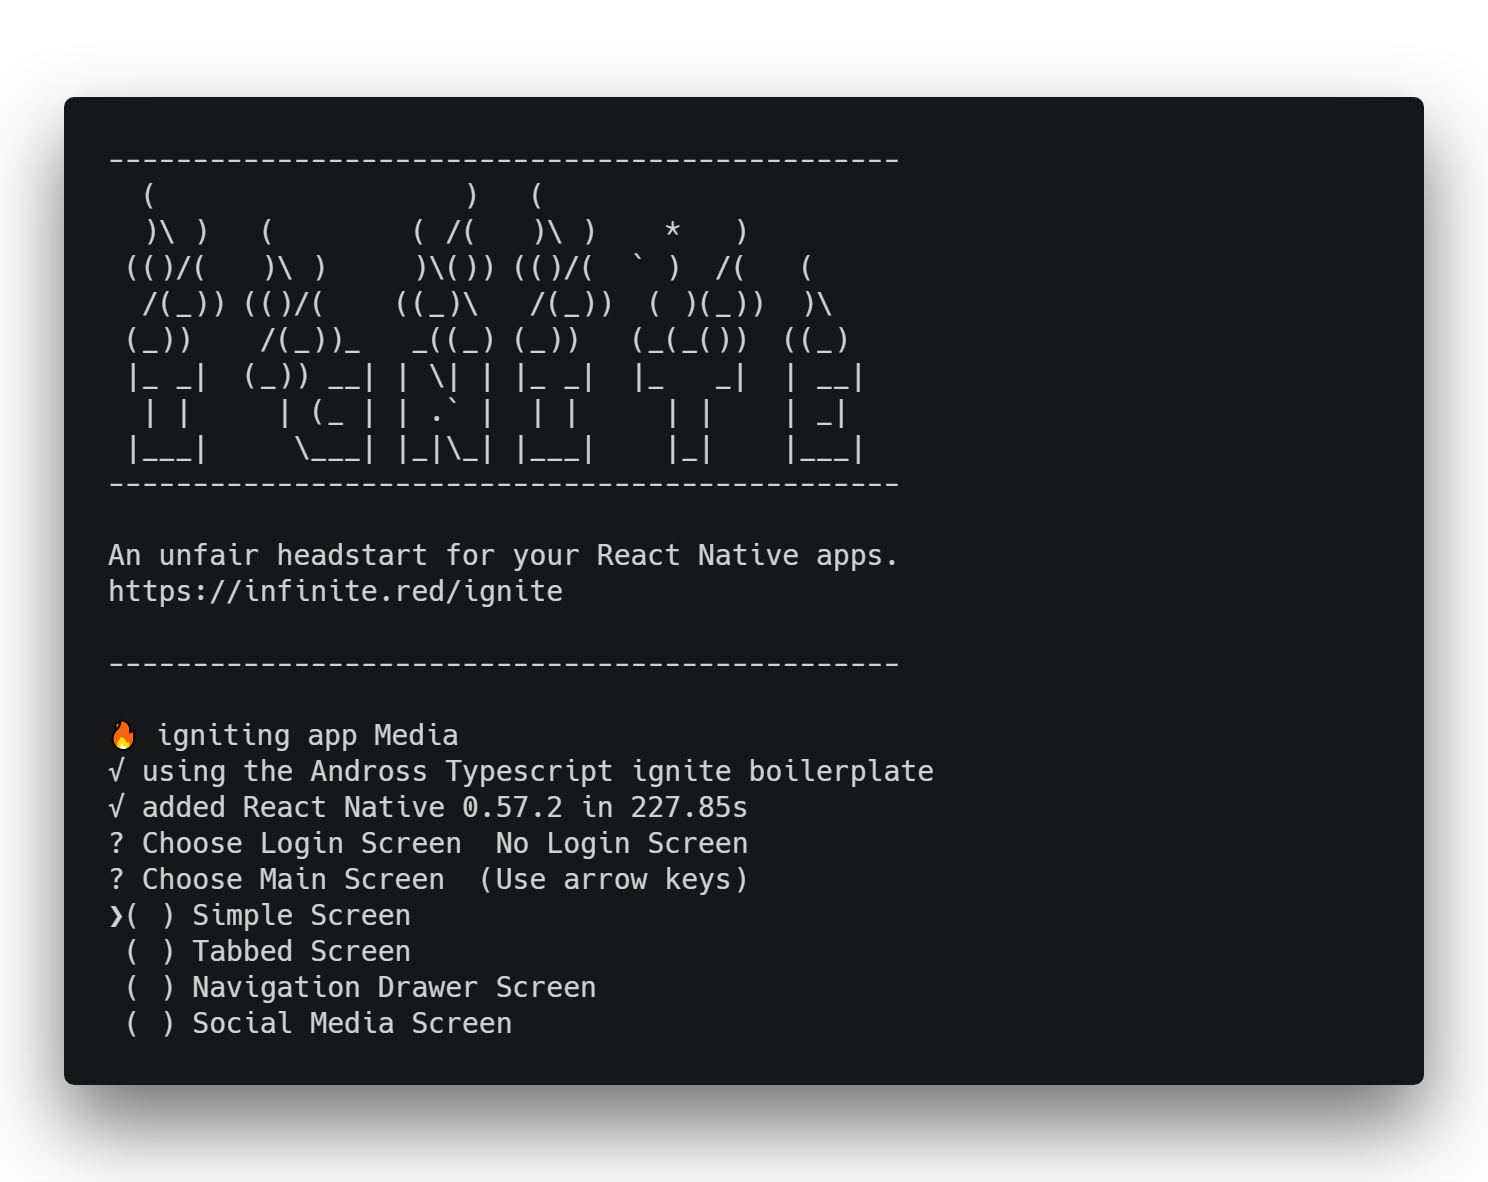 -----------------------------------------------
  (                   )   (
  )\ )   (        ( /(   )\ )    *   )
 (()/(   )\ )     )\()) (()/(  ` )  /(   (
  /(_)) (()/(    ((_)\   /(_))  ( )(_))  )\
 (_))    /(_))_   _((_) (_))   (_(_())  ((_)
 |_ _|  (_)) __| | \| | |_ _|  |_   _|  | __|
  | |     | (_ | | .` |  | |     | |    | _|
 |___|     \___| |_|\_| |___|    |_|    |___|
-----------------------------------------------
An unfair headstart for your React Native apps.
https://infinite.red/ignite
-----------------------------------------------
🔥 igniting app Media
√ using the Andross Typescript ignite boilerplate
√ added React Native 0.57.2 in 227.85s
? Choose Login Screen  No Login Screen
? Choose Main Screen  (Use arrow keys)
❯( ) Simple Screen
 ( ) Tabbed Screen
 ( ) Navigation Drawer Screen
 ( ) Social Media Screen